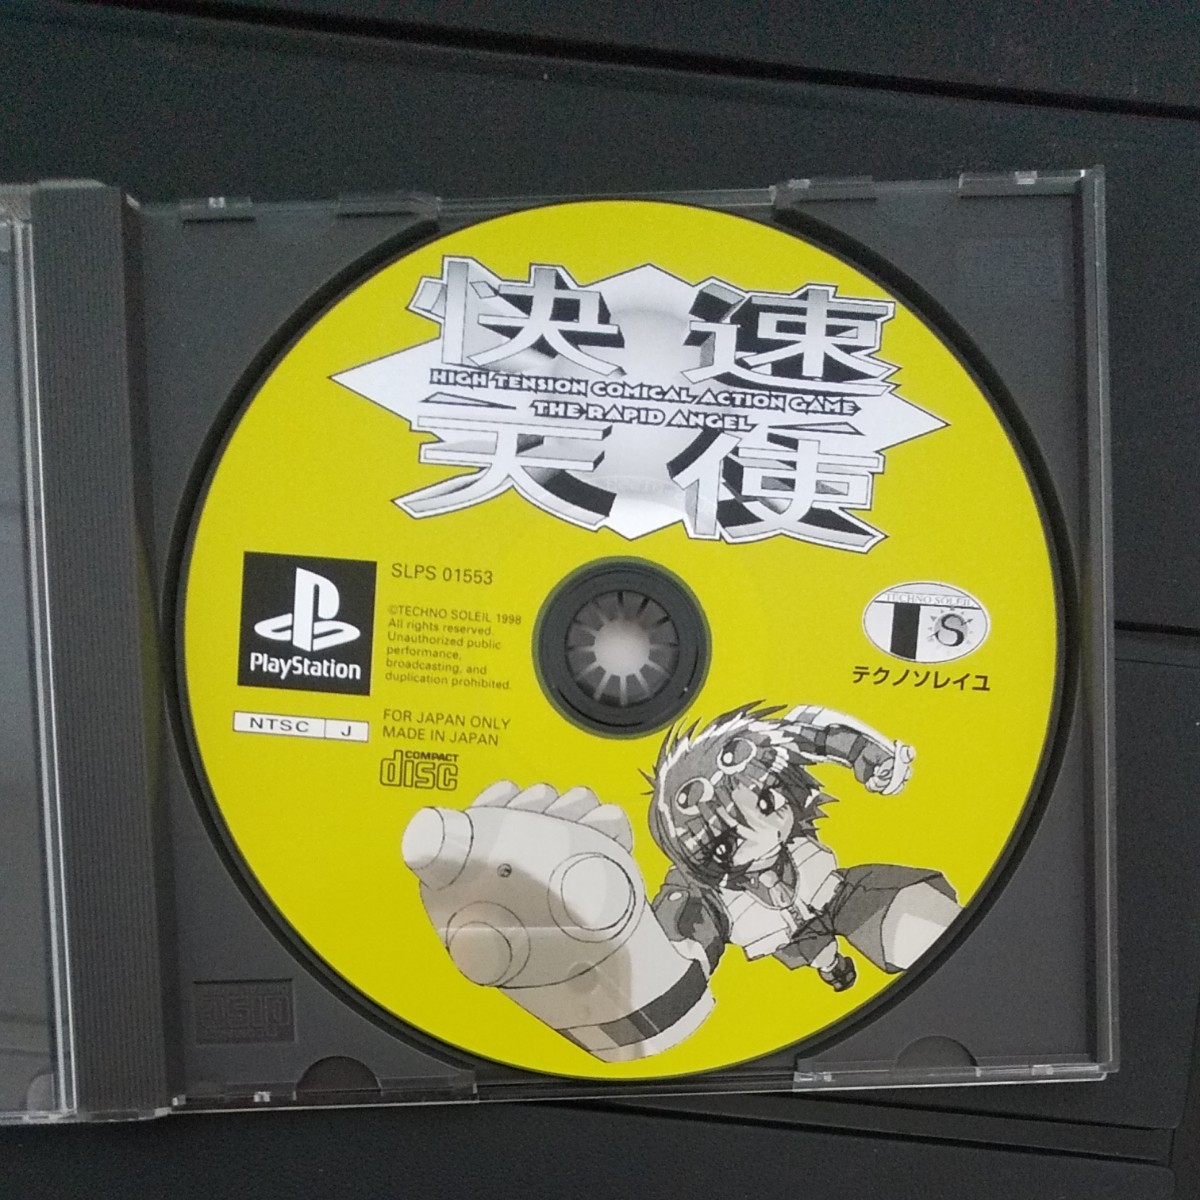 快速
HIGH TENSION COMICAL ACTION GAME
THE RAPID ANGEL
天使
SLPS 01553
©TECHNO SOLEIL 1998
All rights reserved.
Unauthorized public
performance,
broadcasting, and
duplication prohibited.
PlayStation
NTSC J
FOR JAPAN ONLY
MADE IN JAPAN
COMPACT
disc
TECHNO SOLEIL
TS
テクノソレイユ
disc